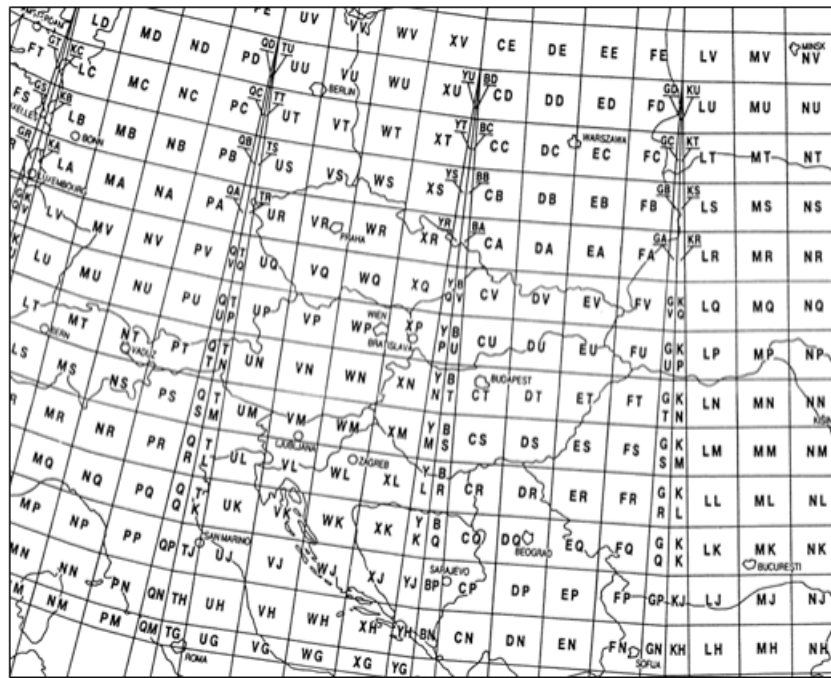 LD MD ND PD QD TU UU UV VV WV XV CE DE EE FE LV MV NV MINSK
FT GT KC LC MC NC PC QC TT UT VU WU XU YU BD CD DD ED FD GD KU LU MU NU
BERLIN
FS GS KB LB MB NB PB QB TS US VT WT XT YT BC CC DC EC FC GC KT LT MT NT
BONN WARSZAWA
GR KA LA MA NA PA QA TR UR VS WS XS YS BB CB DB EB FB GB KS LS MS NS
LUXEMBOURG
LV MV NV PV QV TQ UQ VR WR XR YR BA CA DA EA FA GA KR LR MR NR
PRAHA
LU MU NU PU QU TP UP VQ WQ XQ YQ BV CV DV EV FV GV KQ LQ MQ NQ
LT MT NT PT QT TN UN VP WP XP YP BU CU DU EU FU GU KP LP MP NP
BERN VADUZ WIEN BRATISLAVA BUDAPEST
LS MS NS PS QS TM UM VN WN XN YN BT CT DT ET FT GT KN LN MN NN
MR NR PR QR TL UL VM WM XM YM BS CS DS ES FS GS KM LM MM NM
LJUBLJANA ZAGREB
MQ NQ PQ QQ TK UK VL WL XL YL BR CR DR ER FR GR KL LL ML NL
MP NP PP QP TJ UJ VK WK XK YK BQ CQ DQ EQ FQ GQ KK LK MK NK
SAN MARINO BEOGRAD BUCUREȘTI
SARAJEVO
MN NN PN QN TH UH VJ WJ XJ YJ BP CP DP EP FP GP KJ LJ MJ NJ
NM PM QM TG UG VH WH XH YH BN CN DN EN FN GN KH LH MH NH
ROMA VG WG XG YG SOFIJA